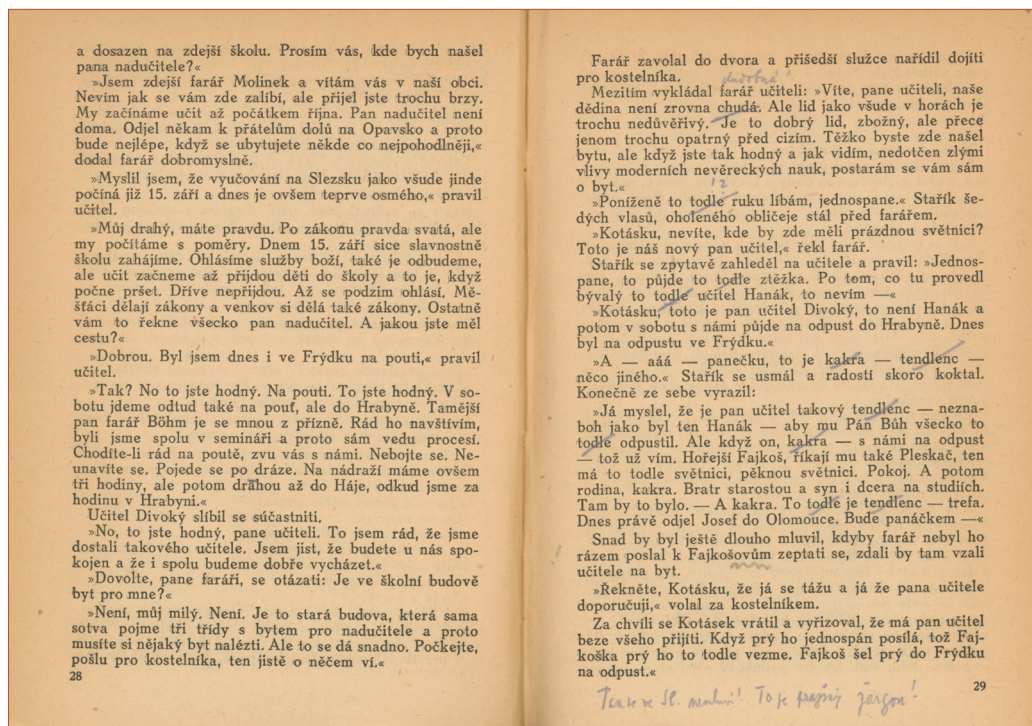 a dosazen na zdejší školu. Prosím vás, kde bych našel
pana nadučitele?«
»Jsem zdejší farář Molinek a vítám vás v naší obci.
Nevím jak se vám zde zalíbí, ale přijel jste trochu brzy.
My začínáme učit až počátkem října. Pan nadučitel není
doma. Odjel někam k přátelům dolů na Opavsko a proto
bude nejlépe, když se ubytujete někde co nejpohodlněji,«
dodal farář dobromyslně.
»Myslil jsem, že vyučování na Slezsku jako všude jinde
počíná již 15. září a dnes je ovšem teprve osmého,« pravil
učitel.
»Můj drahý, máte pravdu. Po zákonu pravda svatá, ale
my počítáme s poměry. Dnem 15. září sice slavnostně
školu zahájíme. Ohlásíme služby boží, také je odbudeme,
ale učit začneme až přijdou děti do školy a to je, když
počne pršet. Dříve nepřijdou. Až se podzim ohlásí. Mě-
šťáci dělají zákony a venkov si dělá také zákony. Ostatně
vám to řekne všecko pan nadučitel. A jakou jste měl
cestu?«
»Dobrou. Byl jsem dnes i ve Frýdku na pouti,« pravil
učitel.
»Tak? No to jste hodný. Na pouti. To jste hodný. V so-
botu jdeme odtud také na pouť, ale do Hrabyně. Tamější
pan farář Böhm je se mnou z přízně. Rád ho navštívím,
byli jsme spolu v semináři a proto sám vedu procesí.
Chodíte-li rád na poutě, zvu vás s námi. Nebojte se. Ne-
unavíte se. Pojede se po dráze. Na nádraží máme ovšem
tři hodiny, ale potom dráhou až do Háje, odkud jsme za
hodinu v Hrabyni.«
Učitel Divoký slíbil se súčastniti.
»No, to jste hodný, pane učiteli. To jsem rád, že jsme
dostali takového učitele. Jsem jist, že budete u nás spo-
kojen a že i spolu budeme dobře vycházet.«
»Dovolte, pane faráři, se otázati: Je ve školní budově
byt pro mne?«
»Není, můj milý. Není. Je to stará budova, která sama
sotva pojme tři třídy s bytem pro nadučitele a proto
musíte si nějaký byt nalézti. Ale to se dá snadno. Počkejte,
pošlu pro kostelníka, ten jistě o něčem ví.«
28
Farář zavolal do dvora a přišedší služce nařídil dojíti
pro kostelníka.
Mezitím vykládal farář učiteli: »Víte, pane učiteli, naše
dědina není zrovna chudá. Ale lid jako všude v horách je
trochu nedůvěřivý. Je to dobrý lid, zbožný, ale přece
jenom trochu opatrný před cizím. Těžko byste zde našel
bytu, ale když jste tak hodný a jak vidím, nedotčen zlými
vlivy moderních nevěreckých nauk, postarám se vám sám
o byt.«
»Poníženě to todle ruku líbám, jednospane.« Stařík še-
dých vlasů, oholeného obličeje stál před farářem.
»Kotásku, nevíte, kde by zde měli prázdnou světnici?
Toto je náš nový pan učitel,« řekl farář.
Stařík se zpytavě zahleděl na učitele a pravil: »Jednos-
pane, to půjde to todle ztěžka. Po tom, co tu provedl
bývalý to todle učitel Hanák, to nevím —«
»Kotásku, toto je pan učitel Divoký, to není Hanák a
potom v sobotu s námi půjde na odpust do Hrabyně. Dnes
byl na odpustu ve Frýdku.«
»A — aáá — panečku, to je kakra — tendlenc —
něco jiného.« Stařík se usmál a radostí skoro koktal.
Konečně ze sebe vyrazil:
»Já myslel, že je pan učitel takový tendlenc — nezna-
boh jako byl ten Hanák — aby mu Pán Bůh všecko to
todle odpustil. Ale když on, kakra — s námi na odpust
— tož už vím. Hořejší Fajkoš, říkají mu také Pleskač, ten
má to todle světnici, pěknou světnici. Pokoj. A potom
rodina, kakra. Bratr starostou a syn i dcera na studiích.
Tam by to bylo. — A kakra. To todle je tendlenc — trefa.
Dnes právě odjel Josef do Olomouce. Bude panáčkem —«
Snad by byl ještě dlouho mluvil, kdyby farář nebyl ho
rázem poslal k Fajkošovům zeptati se, zdali by tam vzali
učitele na byt.
»Řekněte, Kotásku, že já se tážu a já že pana učitele
doporučuji,« volal za kostelníkem.
Za chvíli se Kotásek vrátil a vyřizoval, že má pan učitel
beze všeho přijíti. Když prý ho jednospán posílá, tož Faj-
koška prý ho to todle vezme. Fajkoš šel prý do Frýdku
na odpust.«
29
To je žargon!